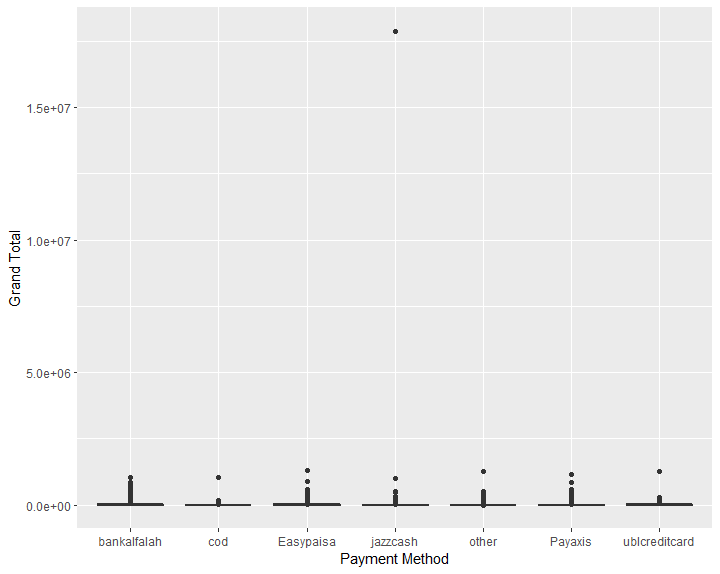 Grand Total
1.5e+07
1.0e+07
5.0e+06
0.0e+00
bankalfalah cod Easypaisa jazzcash other Payaxis ublcreditcard
Payment Method